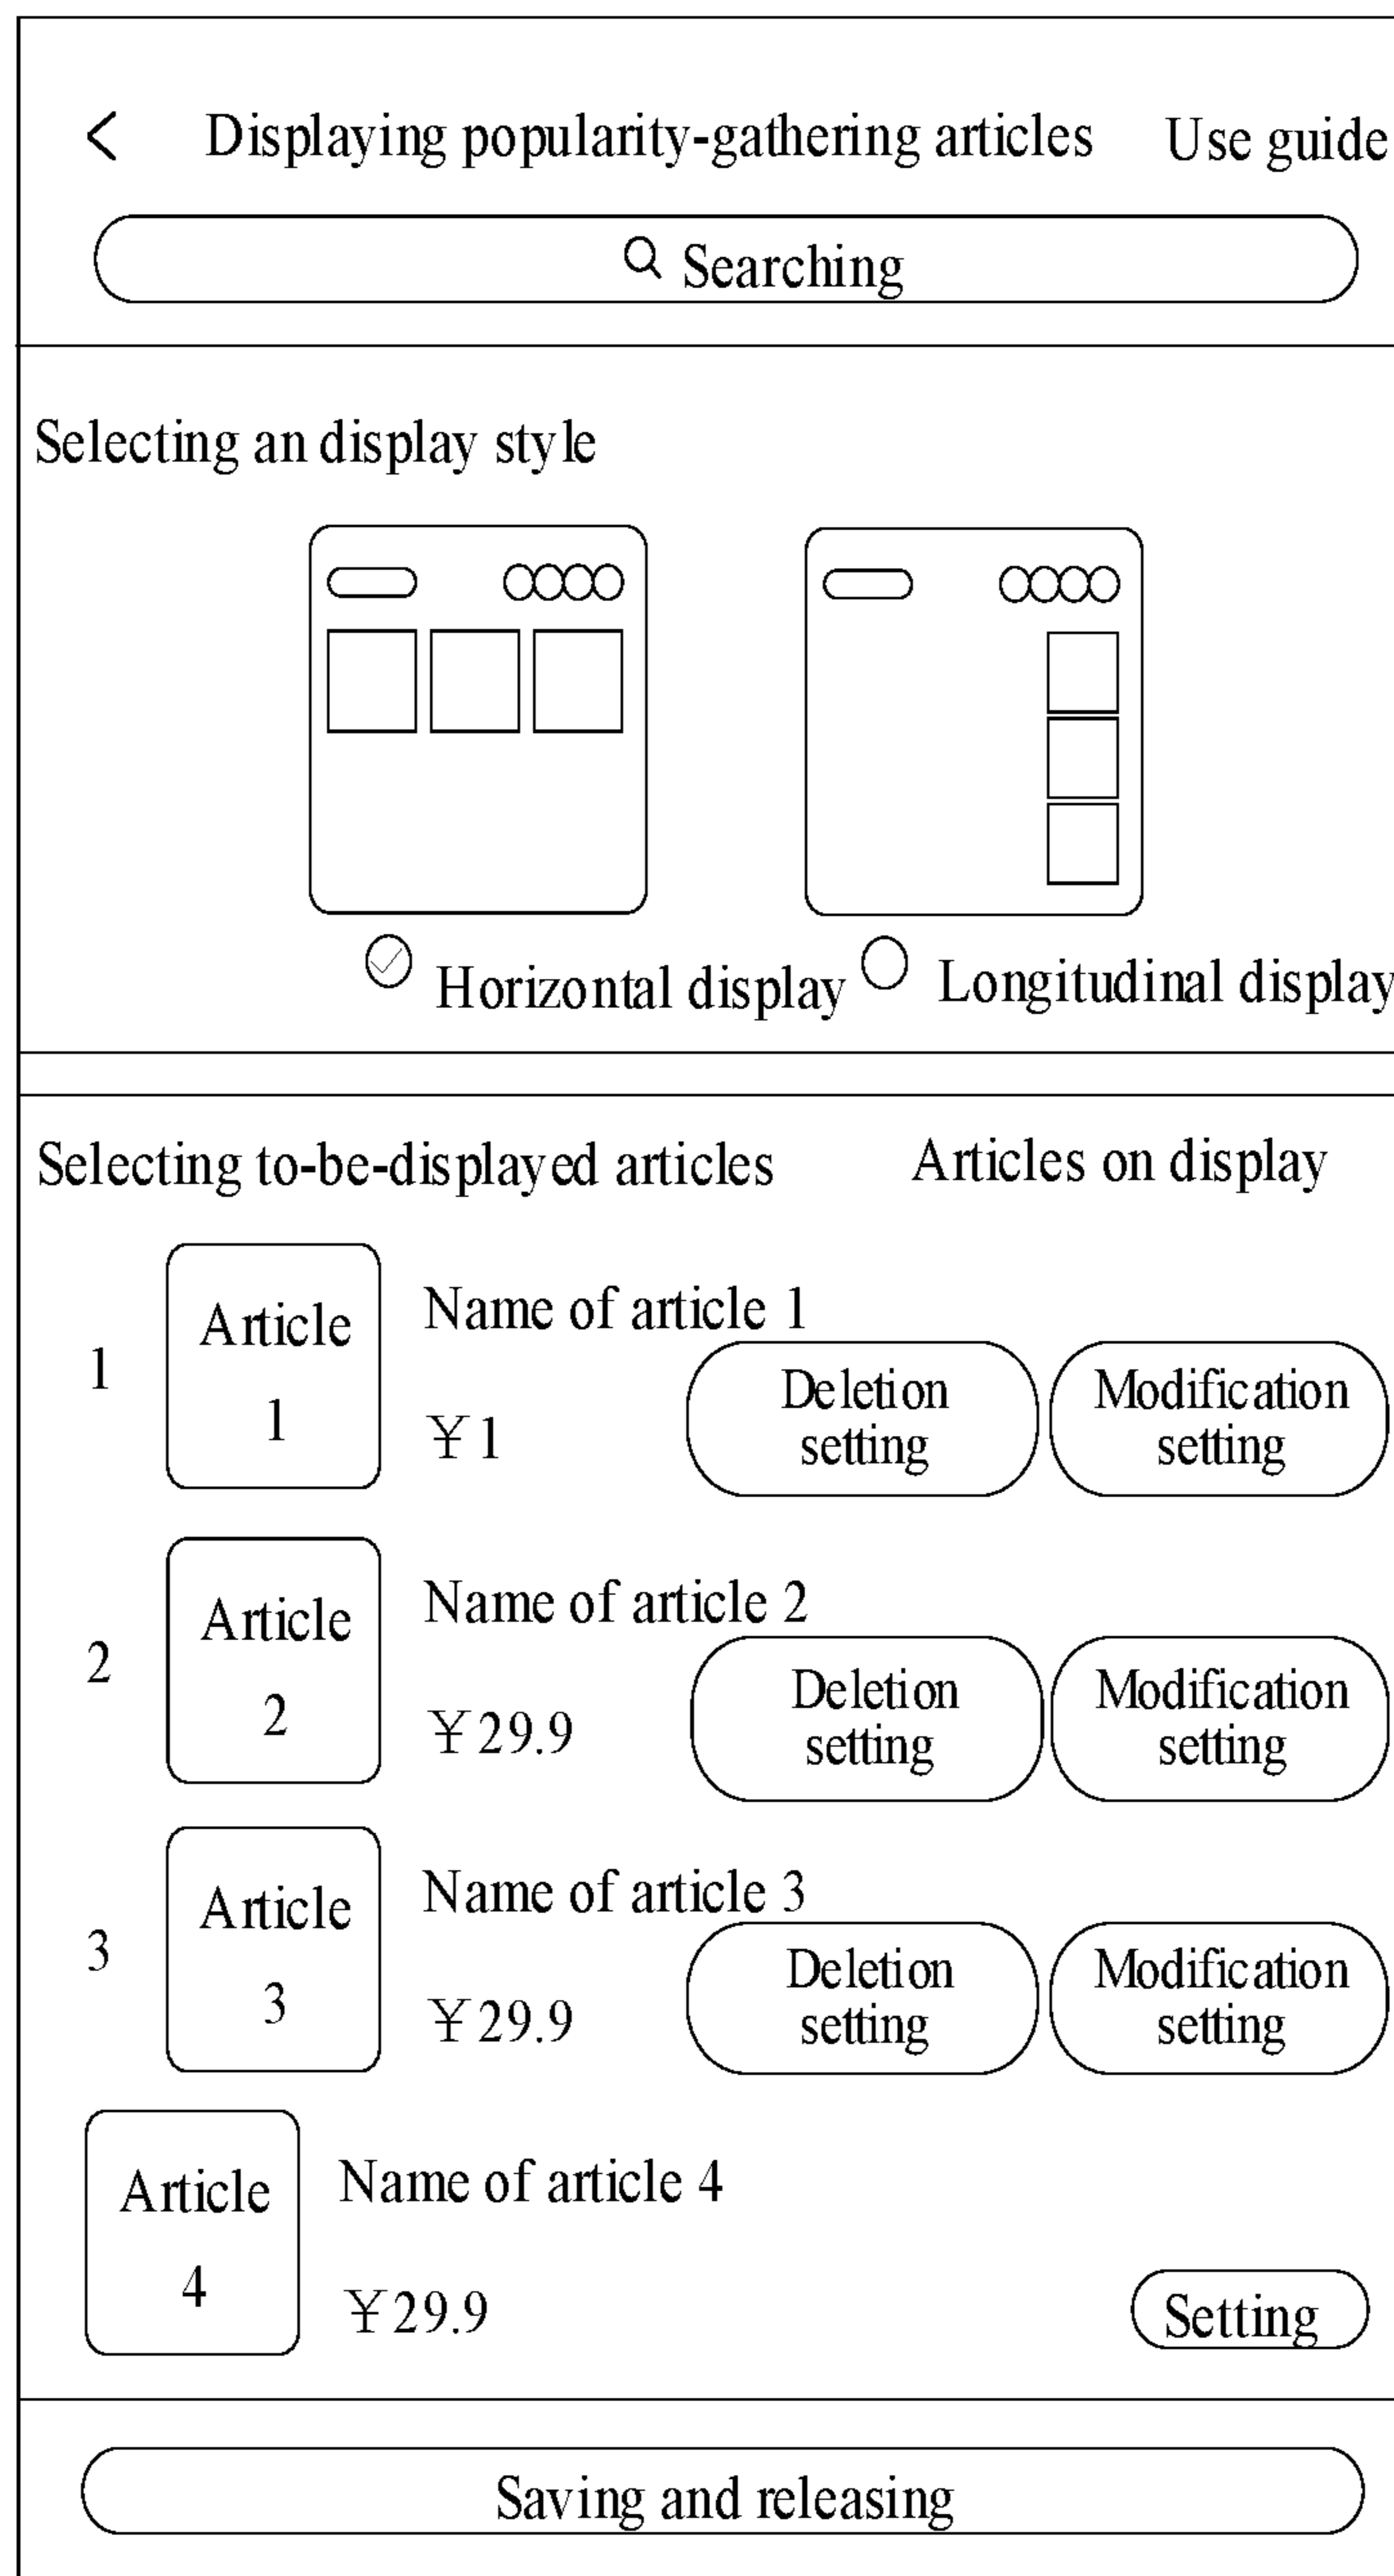 < Displaying popularity-gathering articles Use guide
Searching
Selecting an display style
Horizontal display Longitudinal display
Selecting to-be-displayed articles Articles on display
Name of article 1
Article
1
1
¥1
Deletion
setting
Modification
setting
Name of article 2
Article
2
2
¥29.9
Deletion
setting
Modification
setting
Name of article 3
Article
3
3
¥29.9
Deletion
setting
Modification
setting
Name of article 4
Article
4
¥29.9
Setting
Saving and releasing